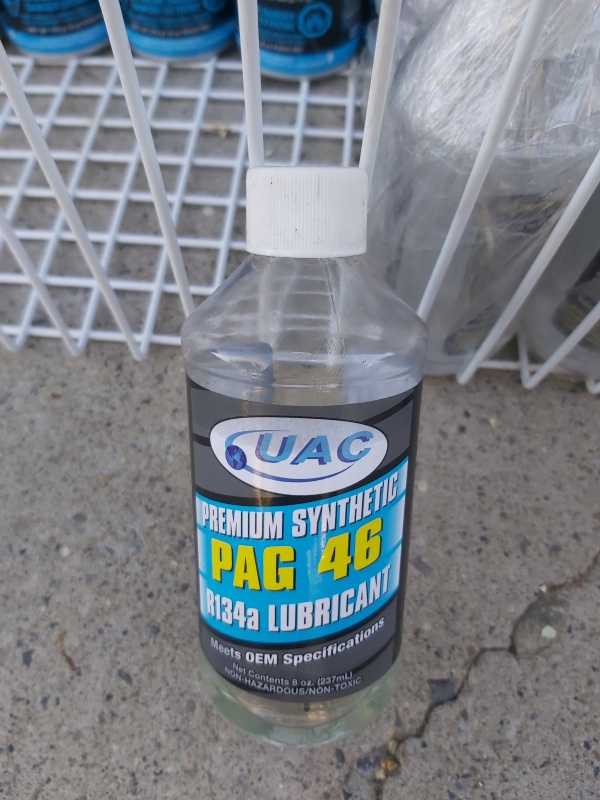 UAC
PREMIUM SYNTHETIC
PAG 46
R134a LUBRICANT
Meets OEM Specifications
Net Contents 8 oz. (237mL)
NON-HAZARDOUS/NON-TOXIC